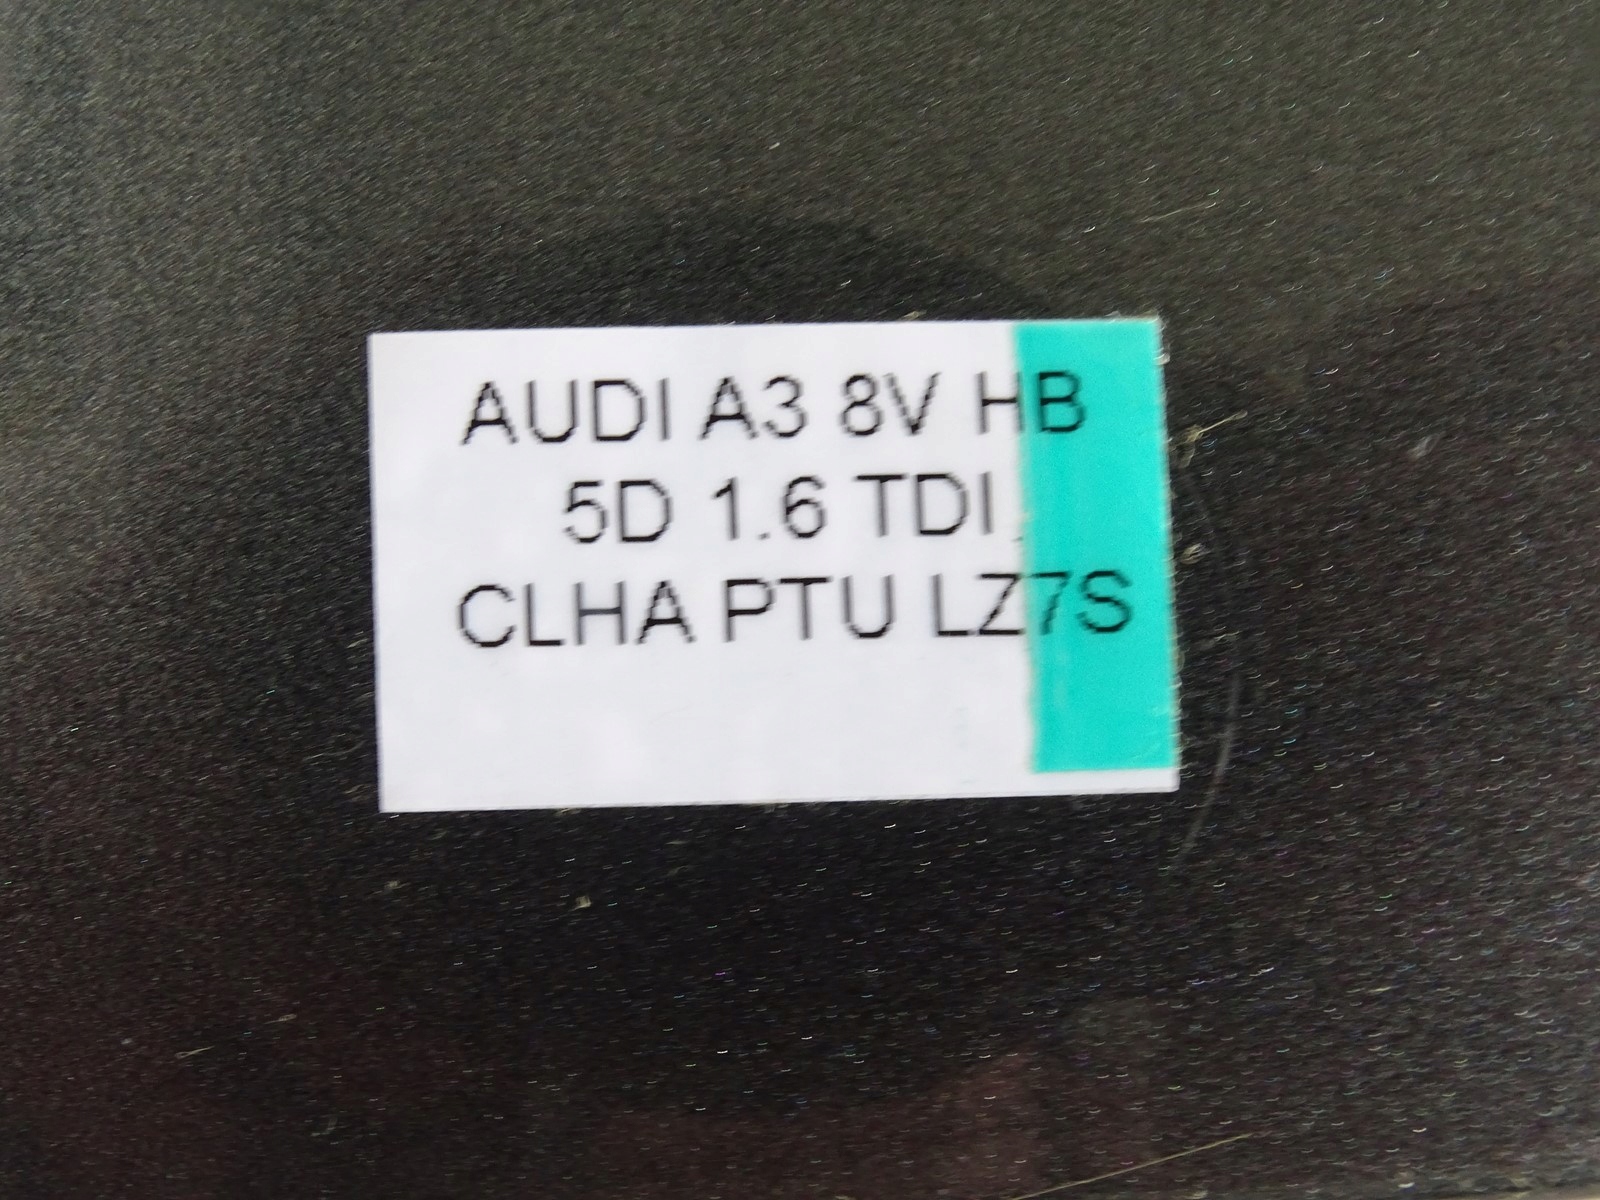 AUDI A3 8V HB
5D 1.6 TDI
CLHA PTU LZ7S